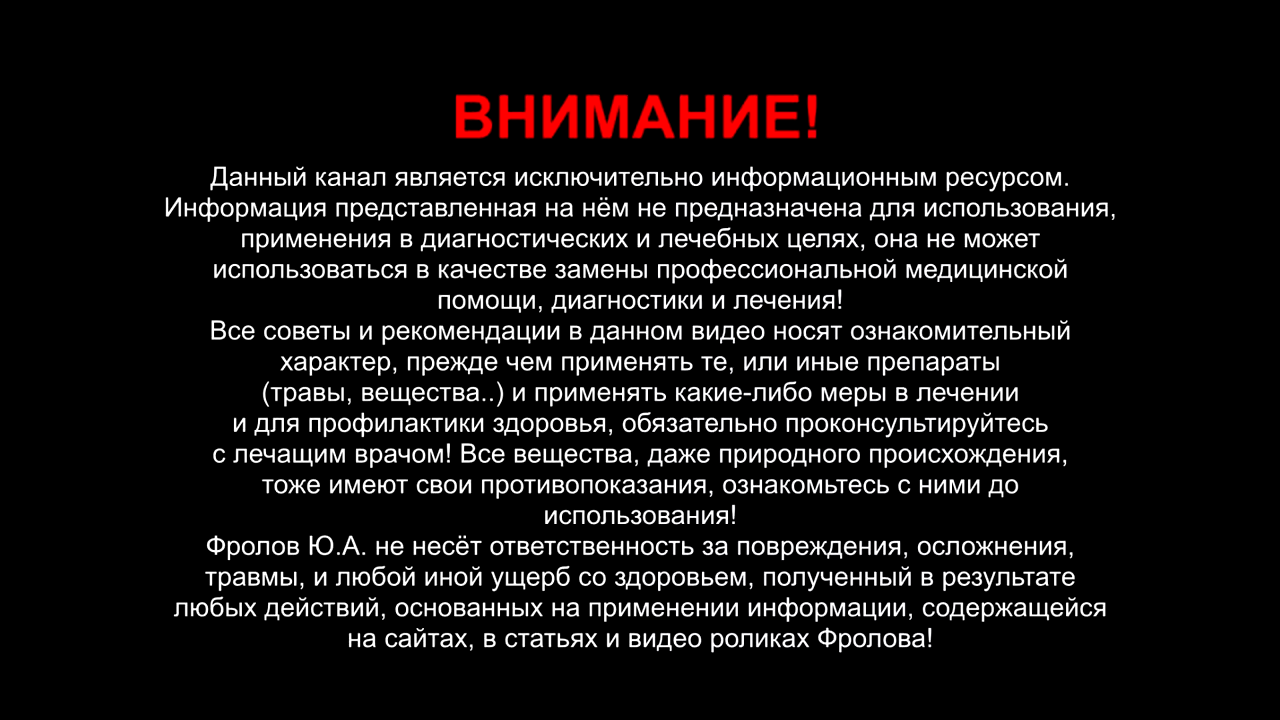 ВНИМАНИЕ!
Данный канал является исключительно информационным ресурсом.
Информация представленная на нём не предназначена для использования,
применения в диагностических и лечебных целях, она не может
использоваться в качестве замены профессиональной медицинской
помощи, диагностики и лечения!
Все советы и рекомендации в данном видео носят ознакомительный
характер, прежде чем применять те, или иные препараты
(травы, вещества..) и применять какие-либо меры в лечении
и для профилактики здоровья, обязательно проконсультируйтесь
с лечащим врачом! Все вещества, даже природного происхождения,
тоже имеют свои противопоказания, ознакомьтесь с ними до
использования!
Фролов Ю.А. не несёт ответственность за повреждения, осложнения,
травмы, и любой иной ущерб со здоровьем, полученный в результате
любых действий, основанных на применении информации, содержащейся
на сайтах, в статьях и видео роликах Фролова!